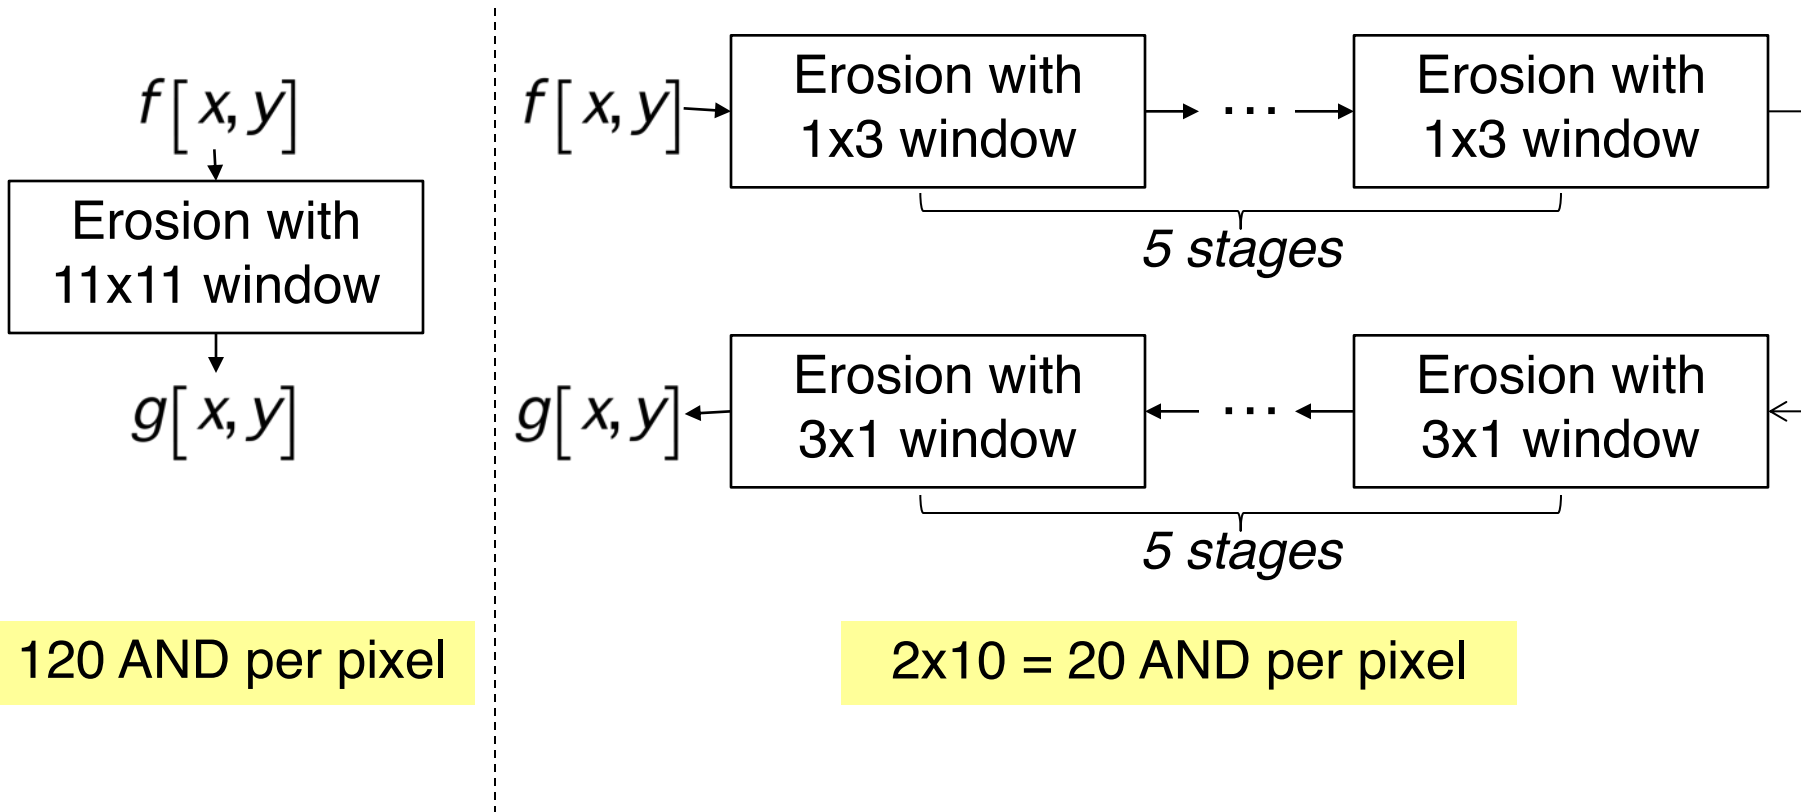 f[x,y]
Erosion with
11x11 window
g[x,y]
120 AND per pixel
f[x,y]
Erosion with
1x3 window
···
Erosion with
1x3 window
5 stages
g[x,y]
Erosion with
3x1 window
···
Erosion with
3x1 window
5 stages
2x10 = 20 AND per pixel